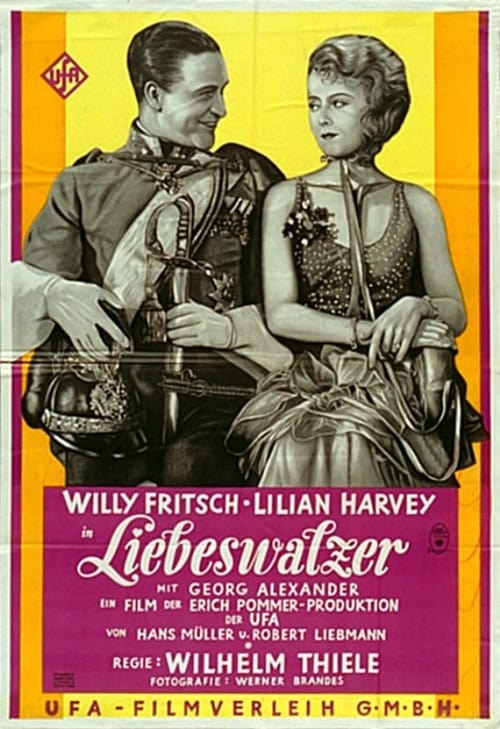 UFA
WILLY FRITSCH · LILIAN HARVEY
in
Liebeswalzer
MIT GEORG ALEXANDER
EIN FILM DER ERICH POMMER-PRODUKTION
DER UFA
VON HANS MÜLLER U. ROBERT LIEBMANN
REGIE: WILHELM THIELE
FOTOGRAFIE: WERNER BRANDES
UFA-FILMVERLEIH G·M·B·H·